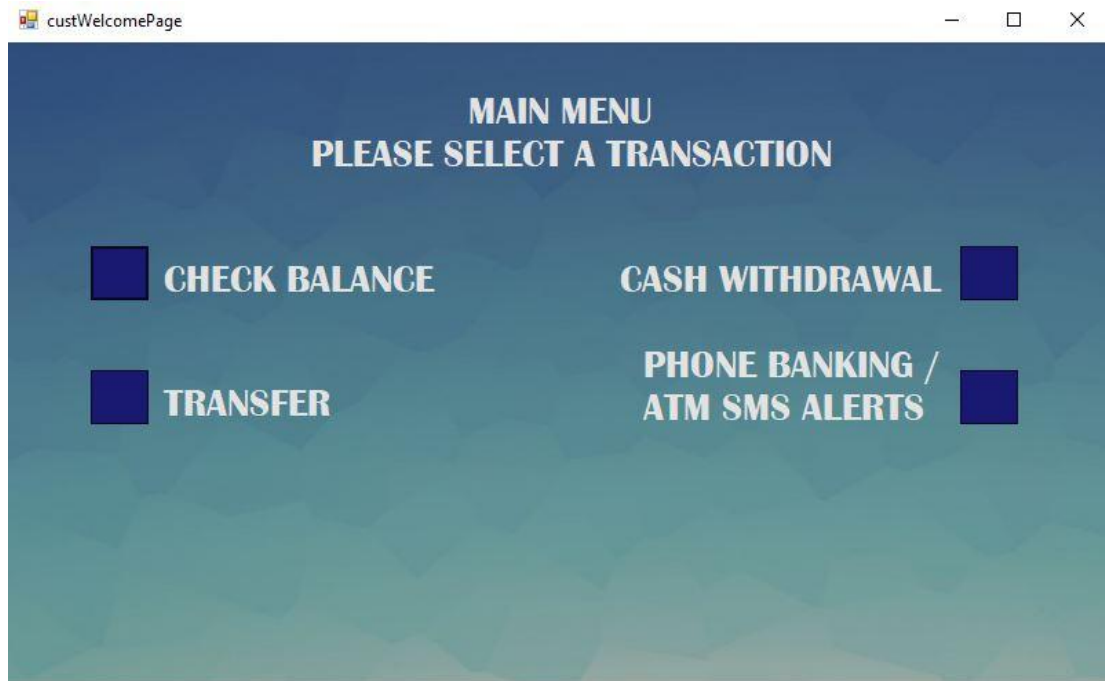 custWelcomePage
MAIN MENU
PLEASE SELECT A TRANSACTION
CHECK BALANCE
CASH WITHDRAWAL
TRANSFER
PHONE BANKING /
ATM SMS ALERTS